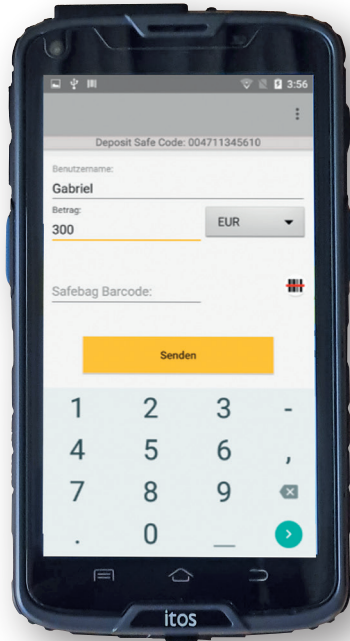 3:56
Deposit Safe Code: 004711345610
Benutzername:
Gabriel
Betrag:
300
EUR
Safebag Barcode:
Senden
1 2 3 -
4 5 6 ,
7 8 9
. 0 _
itos